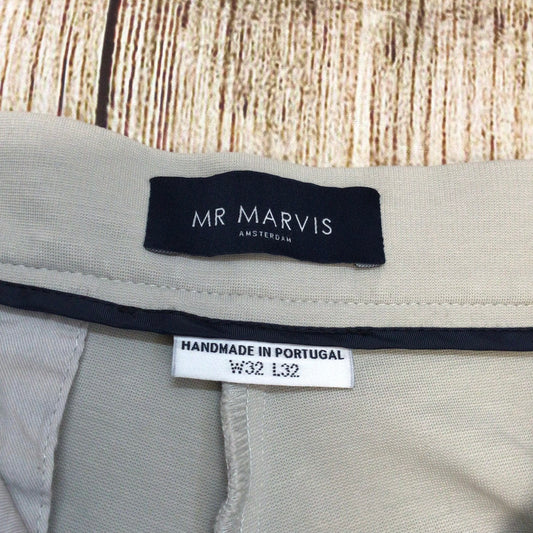 MR MARVIS
AMSTERDAM
HANDMADE IN PORTUGAL
W32 L32